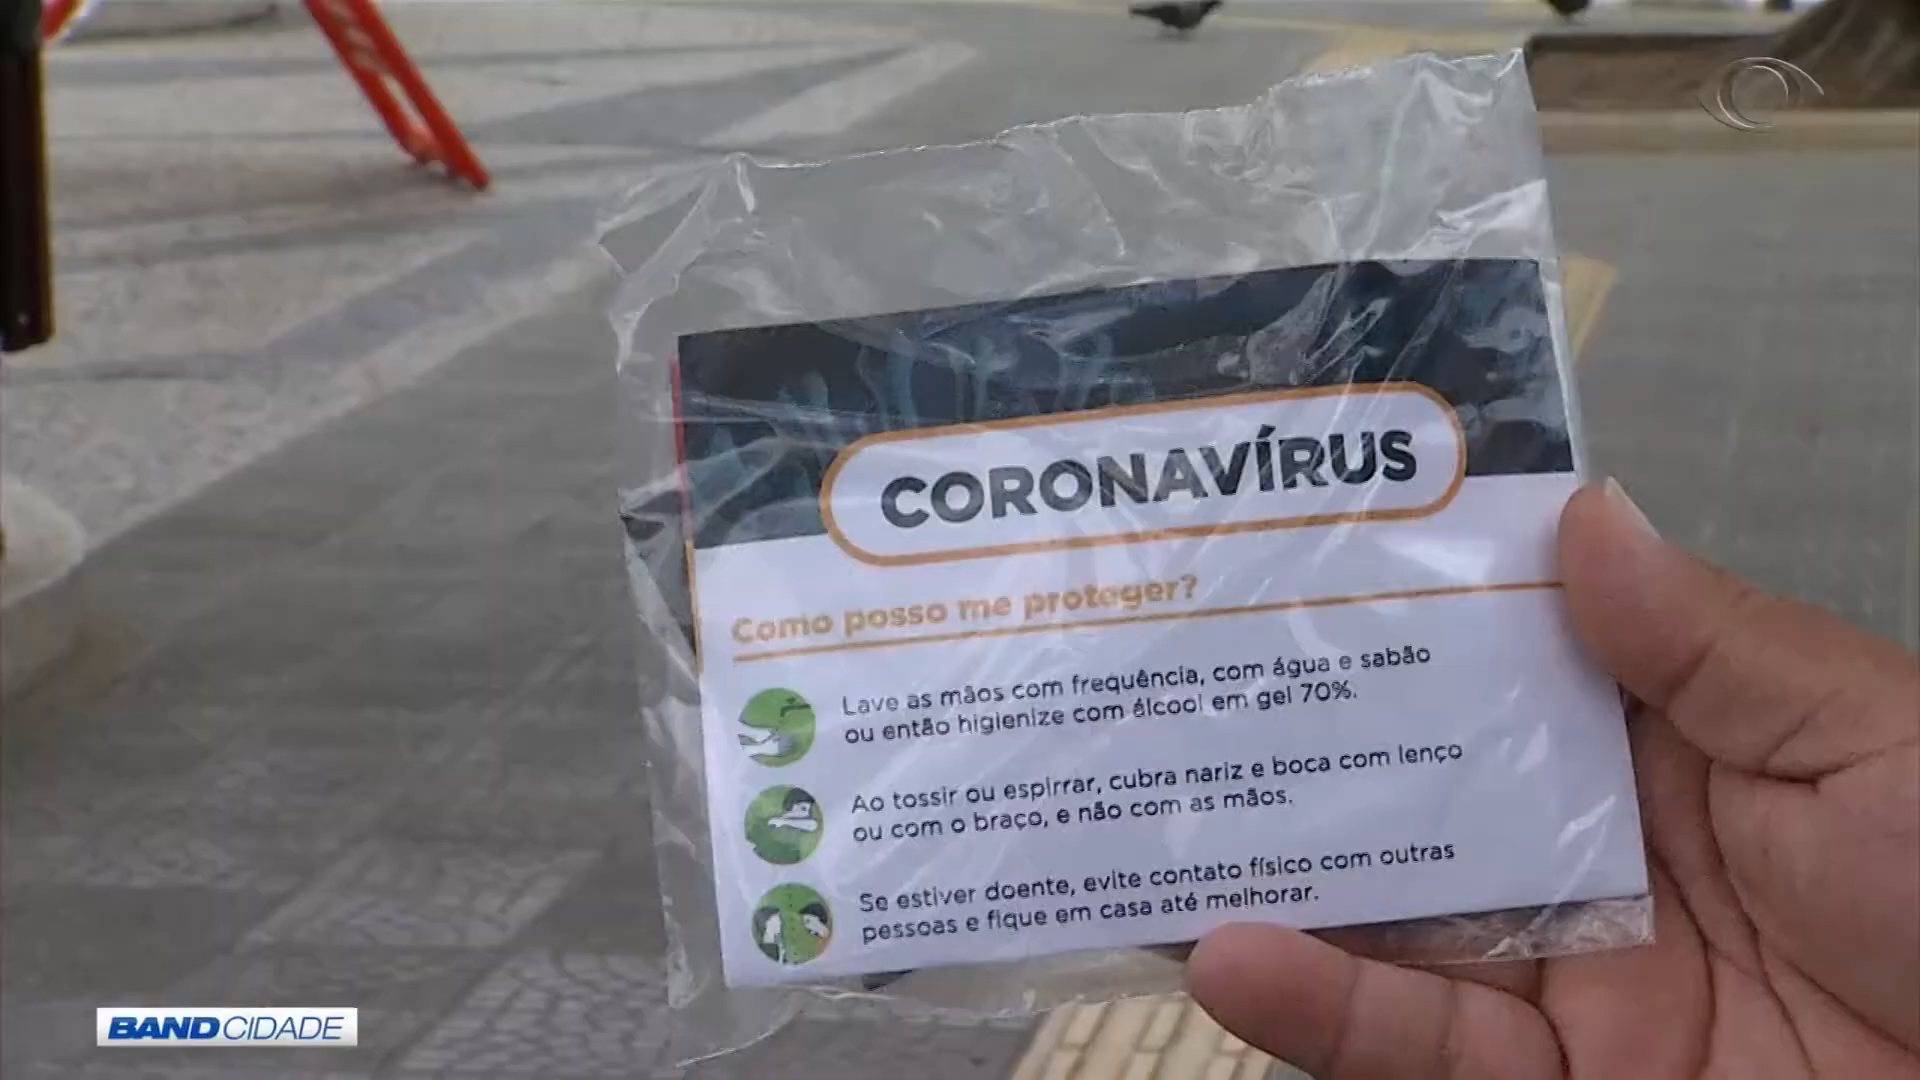 CORONAVÍRUS
Como posso me proteger?
Lave as mãos com frequência, com água e sabão
ou então higienize com álcool em gel 70%.
Ao tossir ou espirrar, cubra nariz e boca com lenço
ou com o braço, e não com as mãos.
Se estiver doente, evite contato físico com outras
pessoas e fique em casa até melhorar.
BAND CIDADE